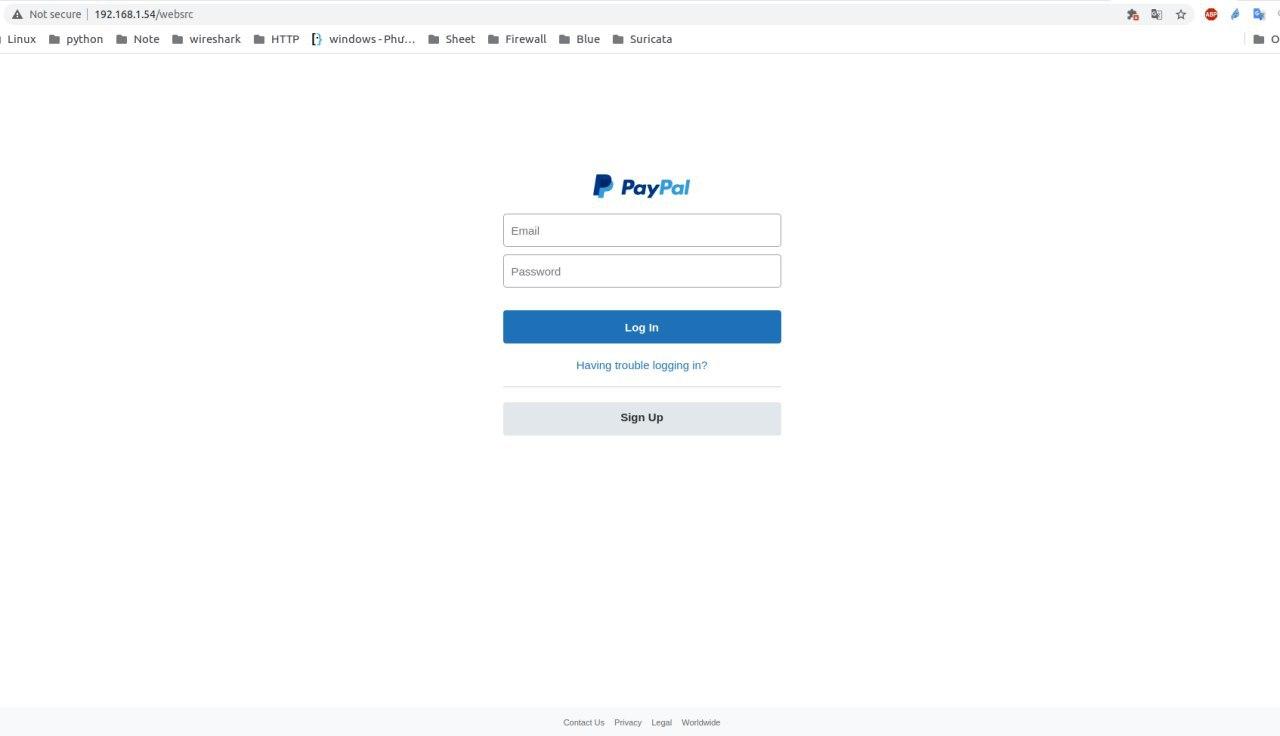 Not secure 192.168.1.54/websrc
ABP
Linux python Note wireshark HTTP windows - Phư... Sheet Firewall Blue Suricata O
PayPal
Email
Password
Log In
Having trouble logging in?
Sign Up
Contact Us Privacy Legal Worldwide